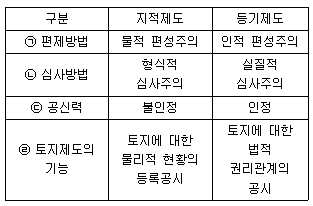 구분 지적제도 등기제도
㉠ 편제방법 물적 편성주의 인적 편성주의
㉡ 심사방법 형식적 심사주의 실질적 심사주의
㉢ 공신력 불인정 인정
㉣ 토지제도의 기능 토지에 대한 물리적 현황의 등록공시 토지에 대한 법적 권리관계의 공시